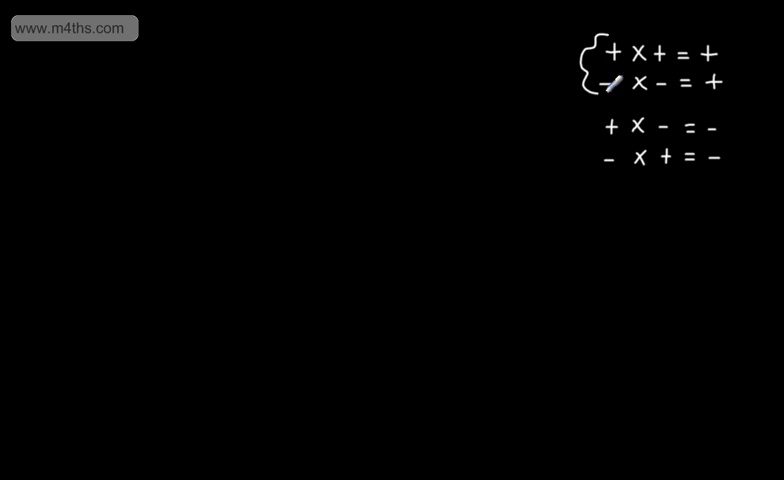 www.m4ths.com
+ x + = +
- x - = +
+ x - = -
- x + = -